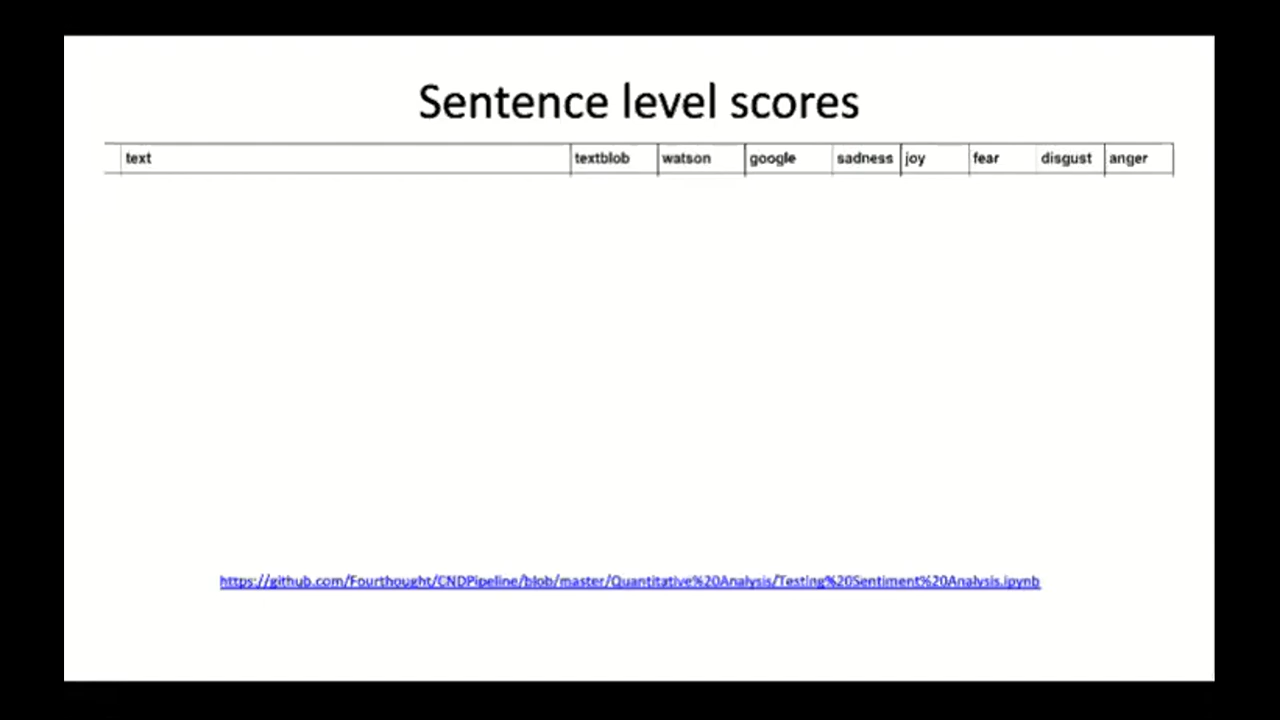 Sentence level scores
text textblob watson google sadness joy fear disgust anger
https://github.com/Fourthought/CNDPipeline/blob/master/Quantitative%20Analysis/Testing%20Sentiment%20Analysis.ipynb